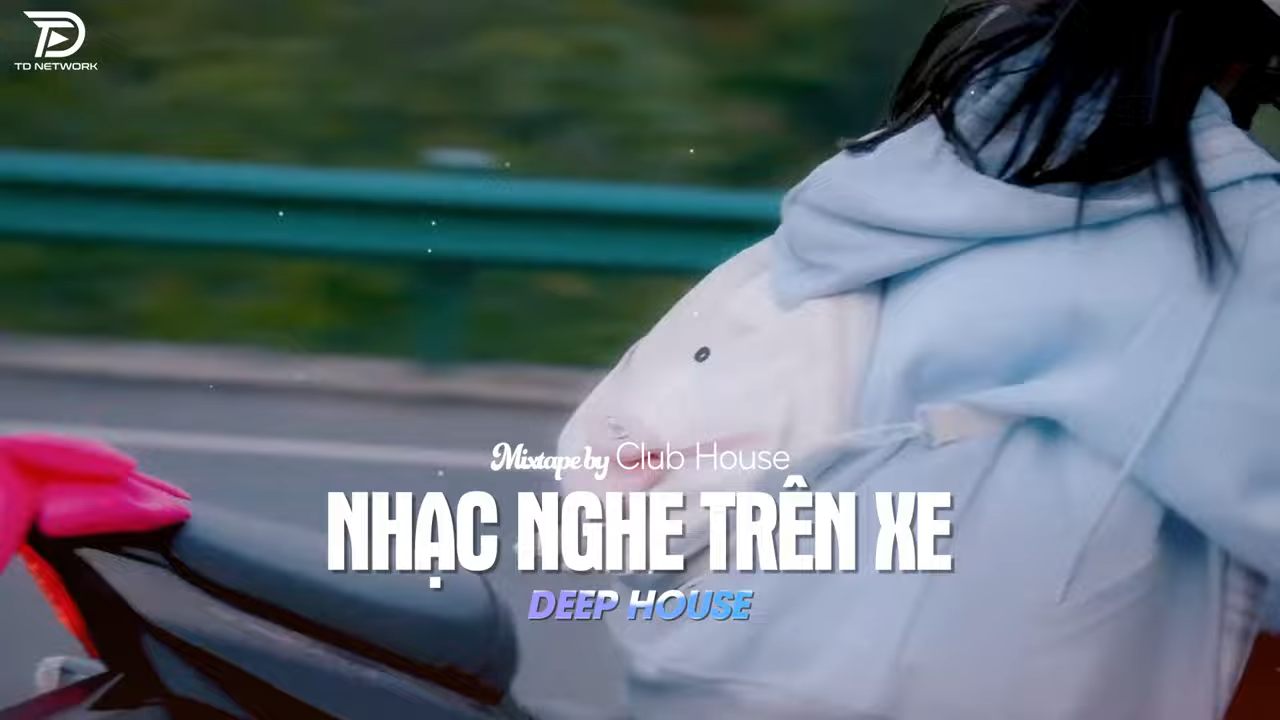 TD NETWORK
Mixtape by Club House
NHẠC NGHE TRÊN XE
DEEP HOUSE